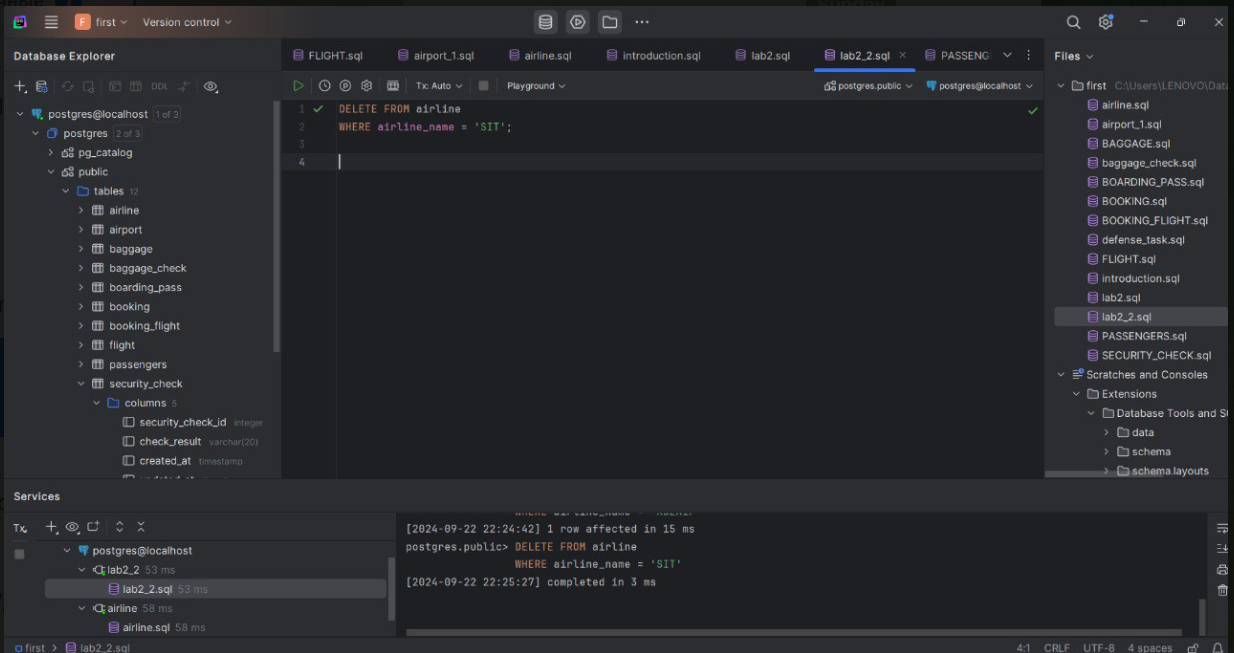 F first Version control
Database Explorer
DDL
postgres@localhost 1 of 3
postgres 2 of 3
pg_catalog
public
tables 12
airline
airport
baggage
baggage_check
boarding_pass
booking
booking_flight
flight
passengers
security_check
columns 5
security_check_id integer
check_result varchar(20)
created_at timestamp
FLIGHT.sql airport_1.sql airline.sql introduction.sql lab2.sql lab2_2.sql PASSENG
Tx: Auto Playground postgres.public postgres@localhost
1 DELETE FROM airline
2 WHERE airline_name = 'SIT';
3
4
Files
first C:\Users\LENOVO\Data
airline.sql
airport_1.sql
BAGGAGE.sql
baggage_check.sql
BOARDING_PASS.sql
BOOKING.sql
BOOKING_FLIGHT.sql
defense_task.sql
FLIGHT.sql
introduction.sql
lab2.sql
lab2_2.sql
PASSENGERS.sql
SECURITY_CHECK.sql
Scratches and Consoles
Extensions
Database Tools and S
data
schema
schema.layouts
Services
Tx
postgres@localhost
lab2_2 53 ms
lab2_2.sql 53 ms
airline 58 ms
airline.sql 58 ms
[2024-09-22 22:24:42] 1 row affected in 15 ms
postgres.public> DELETE FROM airline
WHERE airline_name = 'SIT'
[2024-09-22 22:25:27] completed in 3 ms
first > lab2_2.sql
4:1 CRLF UTF-8 4 spaces